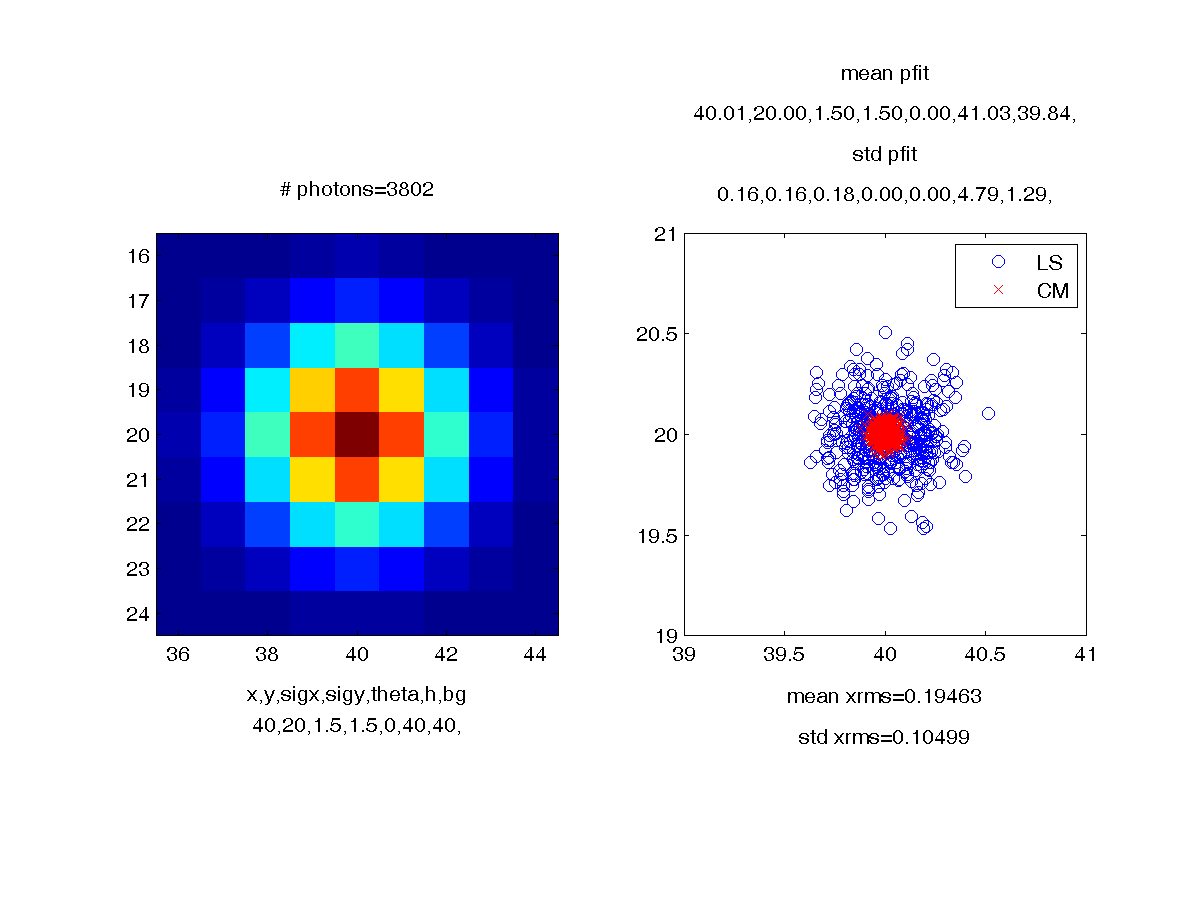 # photons=3802
16
17
18
19
20
21
22
23
24
36 38 40 42 44
x,y,sigx,sigy,theta,h,bg
40,20,1.5,1.5,0,40,40,
mean pfit
40.01,20.00,1.50,1.50,0.00,41.03,39.84,
std pfit
0.16,0.16,0.18,0.00,0.00,4.79,1.29,
21
20.5
20
19.5
19
LS
CM
39 39.5 40 40.5 41
mean xrms=0.19463
std xrms=0.10499